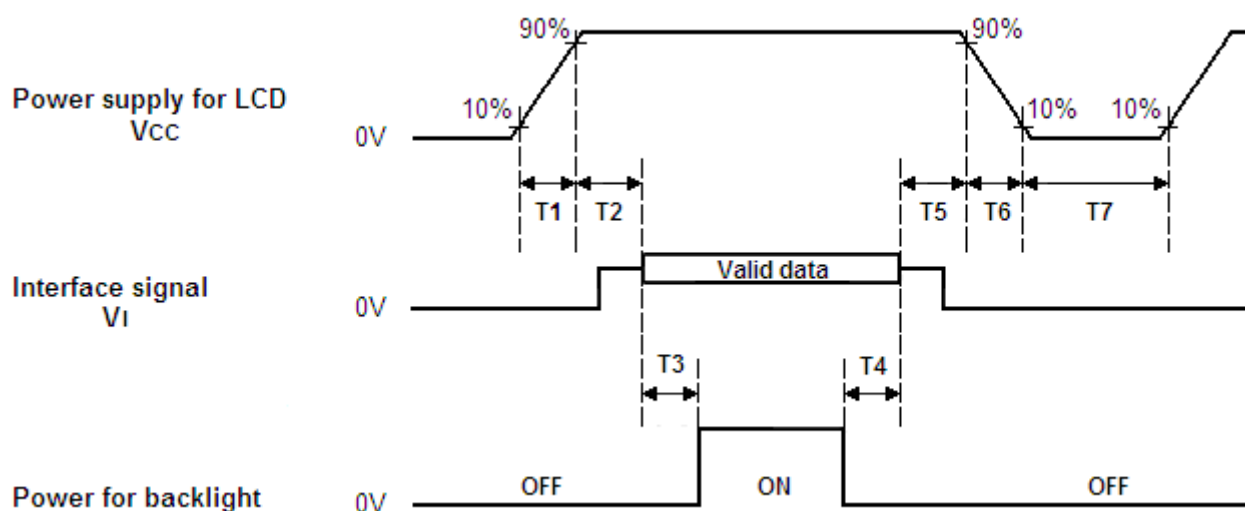 90% 90%
Power supply for LCD
VCC
10% 10% 10%
0V
T1 T2 T5 T6 T7
Valid data
Interface signal
VI
0V
T3 T4
OFF ON OFF
Power for backlight
0V